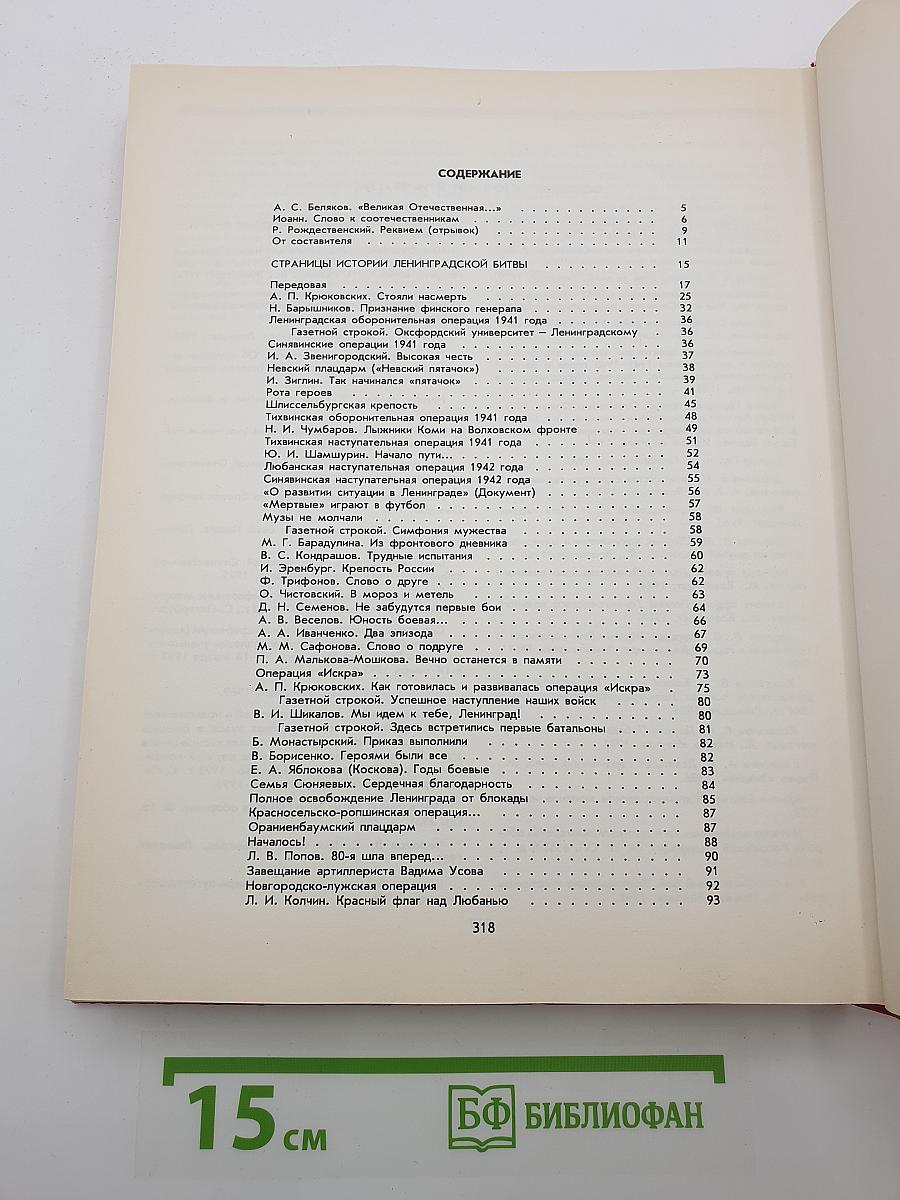 СОДЕРЖАНИЕ
А. С. Беляков. «Великая Отечественная...» . . . . . . . . . . . 5
Иоанн. Слово к соотечественникам . . . . . . . . . . . . . 6
Р. Рождественский. Реквием (отрывок) . . . . . . . . . . . . 9
От составителя . . . . . . . . . . . . . . . . . . . . 11
СТРАНИЦЫ ИСТОРИИ ЛЕНИНГРАДСКОЙ БИТВЫ . . . . . . . . . 15
Передовая . . . . . . . . . . . . . . . . . . . . . . 17
А. П. Крюковских. Стояли насмерть . . . . . . . . . . . . . 25
Н. Барышников. Признание финского генерала . . . . . . . . . . 32
Ленинградская оборонительная операция 1941 года . . . . . . . . 36
Газетной строкой. Оксфордский университет — Ленинградскому . 36
Синявинские операции 1941 года . . . . . . . . . . . . . . 36
И. А. Звенигородский. Высокая честь . . . . . . . . . . . . . 37
Невский плацдарм («Невский пятачок») . . . . . . . . . . . . 38
И. Зиглин. Так начинался «пятачок» . . . . . . . . . . . . . 39
Рота героев . . . . . . . . . . . . . . . . . . . . . 41
Шлиссельбургская крепость . . . . . . . . . . . . . . . . 45
Тихвинская оборонительная операция 1941 года . . . . . . . . . 48
Н. И. Чумбаров. Лыжники Коми на Волховском фронте . . . . . . 49
Тихвинская наступательная операция 1941 года . . . . . . . . . 51
Ю. И. Шамшурин. Начало пути... . . . . . . . . . . . . . . 52
Любанская наступательная операция 1942 года . . . . . . . . . . 54
Синявинская наступательная операция 1942 года . . . . . . . . . 55
«О развитии ситуации в Ленинграде» (Документ) . . . . . . . . . 56
«Мертвые» играют в футбол . . . . . . . . . . . . . . . . 57
Музы не молчали . . . . . . . . . . . . . . . . . . . 58
Газетной строкой. Симфония мужества . . . . . . . . . . . 58
М. Г. Барадулина. Из фронтового дневника . . . . . . . . . . . 59
В. С. Кондрашов. Трудные испытания . . . . . . . . . . . . . 60
И. Эренбург. Крепость России . . . . . . . . . . . . . . . 62
Ф. Трифонов. Слово о друге . . . . . . . . . . . . . . . . 62
О. Чистовский. В мороз и метель . . . . . . . . . . . . . . 63
Д. Н. Семенов. Не забудутся первые бои . . . . . . . . . . . . 64
А. В. Веселов. Юность боевая... . . . . . . . . . . . . . . . 66
А. А. Иванченко. Два эпизода . . . . . . . . . . . . . . . 67
М. М. Сафонова. Слово о подруге . . . . . . . . . . . . . . 69
П. А. Малькова-Мошкова. Вечно останется в памяти . . . . . . . . 70
Операция «Искра» . . . . . . . . . . . . . . . . . . . 73
А. П. Крюковских. Как готовилась и развивалась операция «Искра» . 75
Газетной строкой. Успешное наступление наших войск . . . . . 80
В. И. Шикалов. Мы идем к тебе, Ленинград! . . . . . . . . . . 80
Газетной строкой. Здесь встретились первые батальоны . . . . . 81
Б. Монастырский. Приказ выполнили . . . . . . . . . . . . . 82
В. Борисенко. Героями были все . . . . . . . . . . . . . . 82
Е. А. Яблокова (Коскова). Годы боевые . . . . . . . . . . . . 83
Семья Сюняевых. Сердечная благодарность . . . . . . . . . . . 84
Полное освобождение Ленинграда от блокады . . . . . . . . . . 85
Красносельско-ропшинская операция... . . . . . . . . . . . . . 87
Ораниенбаумский плацдарм . . . . . . . . . . . . . . . . 87
Началось! . . . . . . . . . . . . . . . . . . . . . . 88
Л. В. Попов. 80-я шла вперед... . . . . . . . . . . . . . . . 90
Завещание артиллериста Вадима Усова . . . . . . . . . . . . . 91
Новгородско-лужская операция . . . . . . . . . . . . . . . 92
Л. И. Колчин. Красный флаг над Любанью . . . . . . . . . . . 93
318
15 см
БФ БИБЛИОФАН